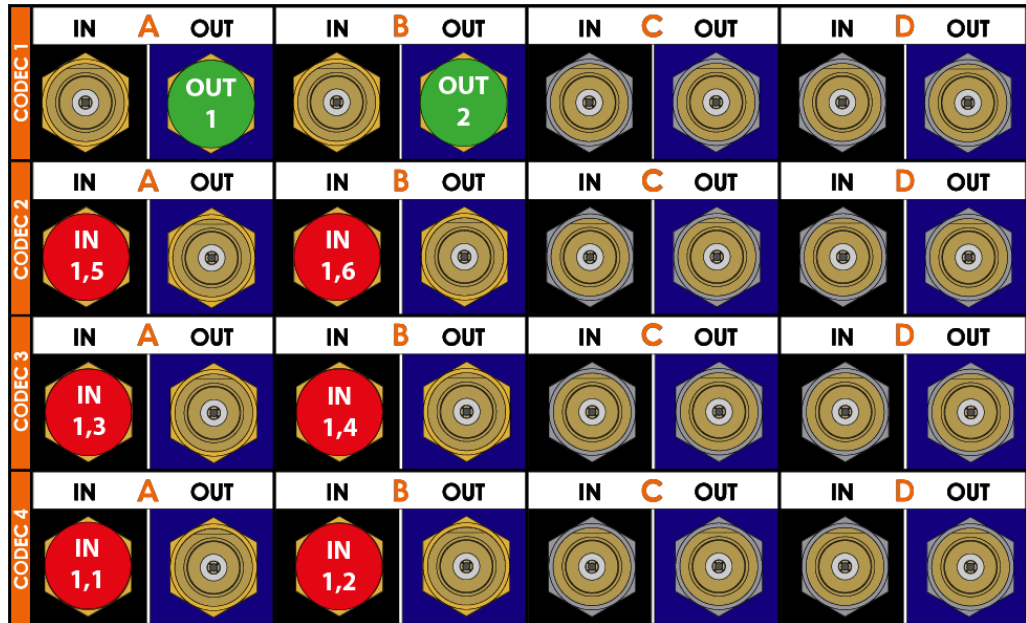 CODEC 1
IN A OUT IN B OUT IN C OUT IN D OUT
OUT
1
OUT
2
CODEC 2
IN A OUT IN B OUT IN C OUT IN D OUT
IN
1,5
IN
1,6
CODEC 3
IN A OUT IN B OUT IN C OUT IN D OUT
IN
1,3
IN
1,4
CODEC 4
IN A OUT IN B OUT IN C OUT IN D OUT
IN
1,1
IN
1,2